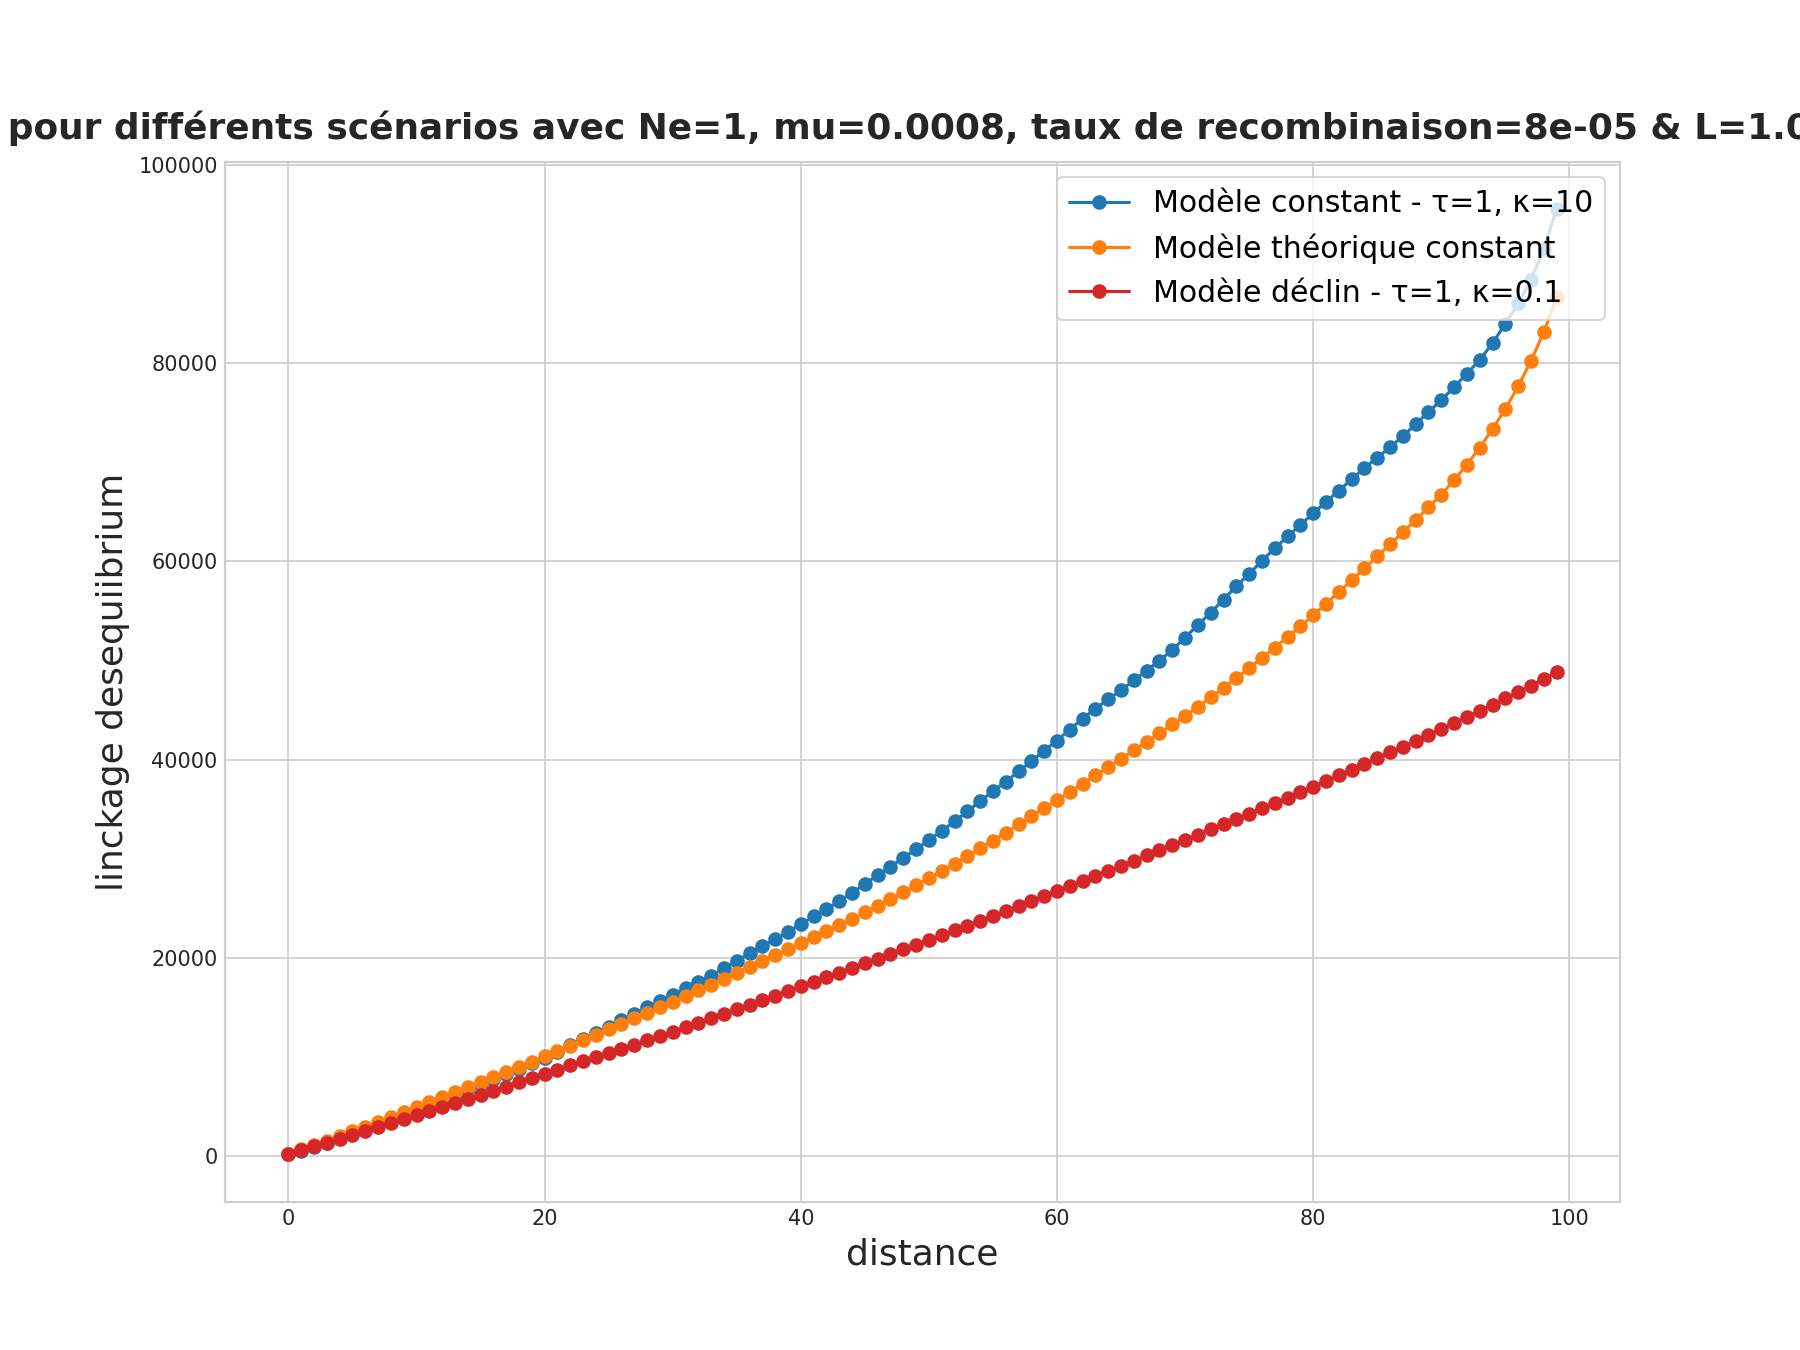 pour différents scénarios avec Ne=1, mu=0.0008, taux de recombinaison=8e-05 & L=1.0
100000
80000
60000
40000
20000
0
linckage desequiibrium
Modèle constant - τ=1, κ=10
Modèle théorique constant
Modèle déclin - τ=1, κ=0.1
0 20 40 60 80 100
distance